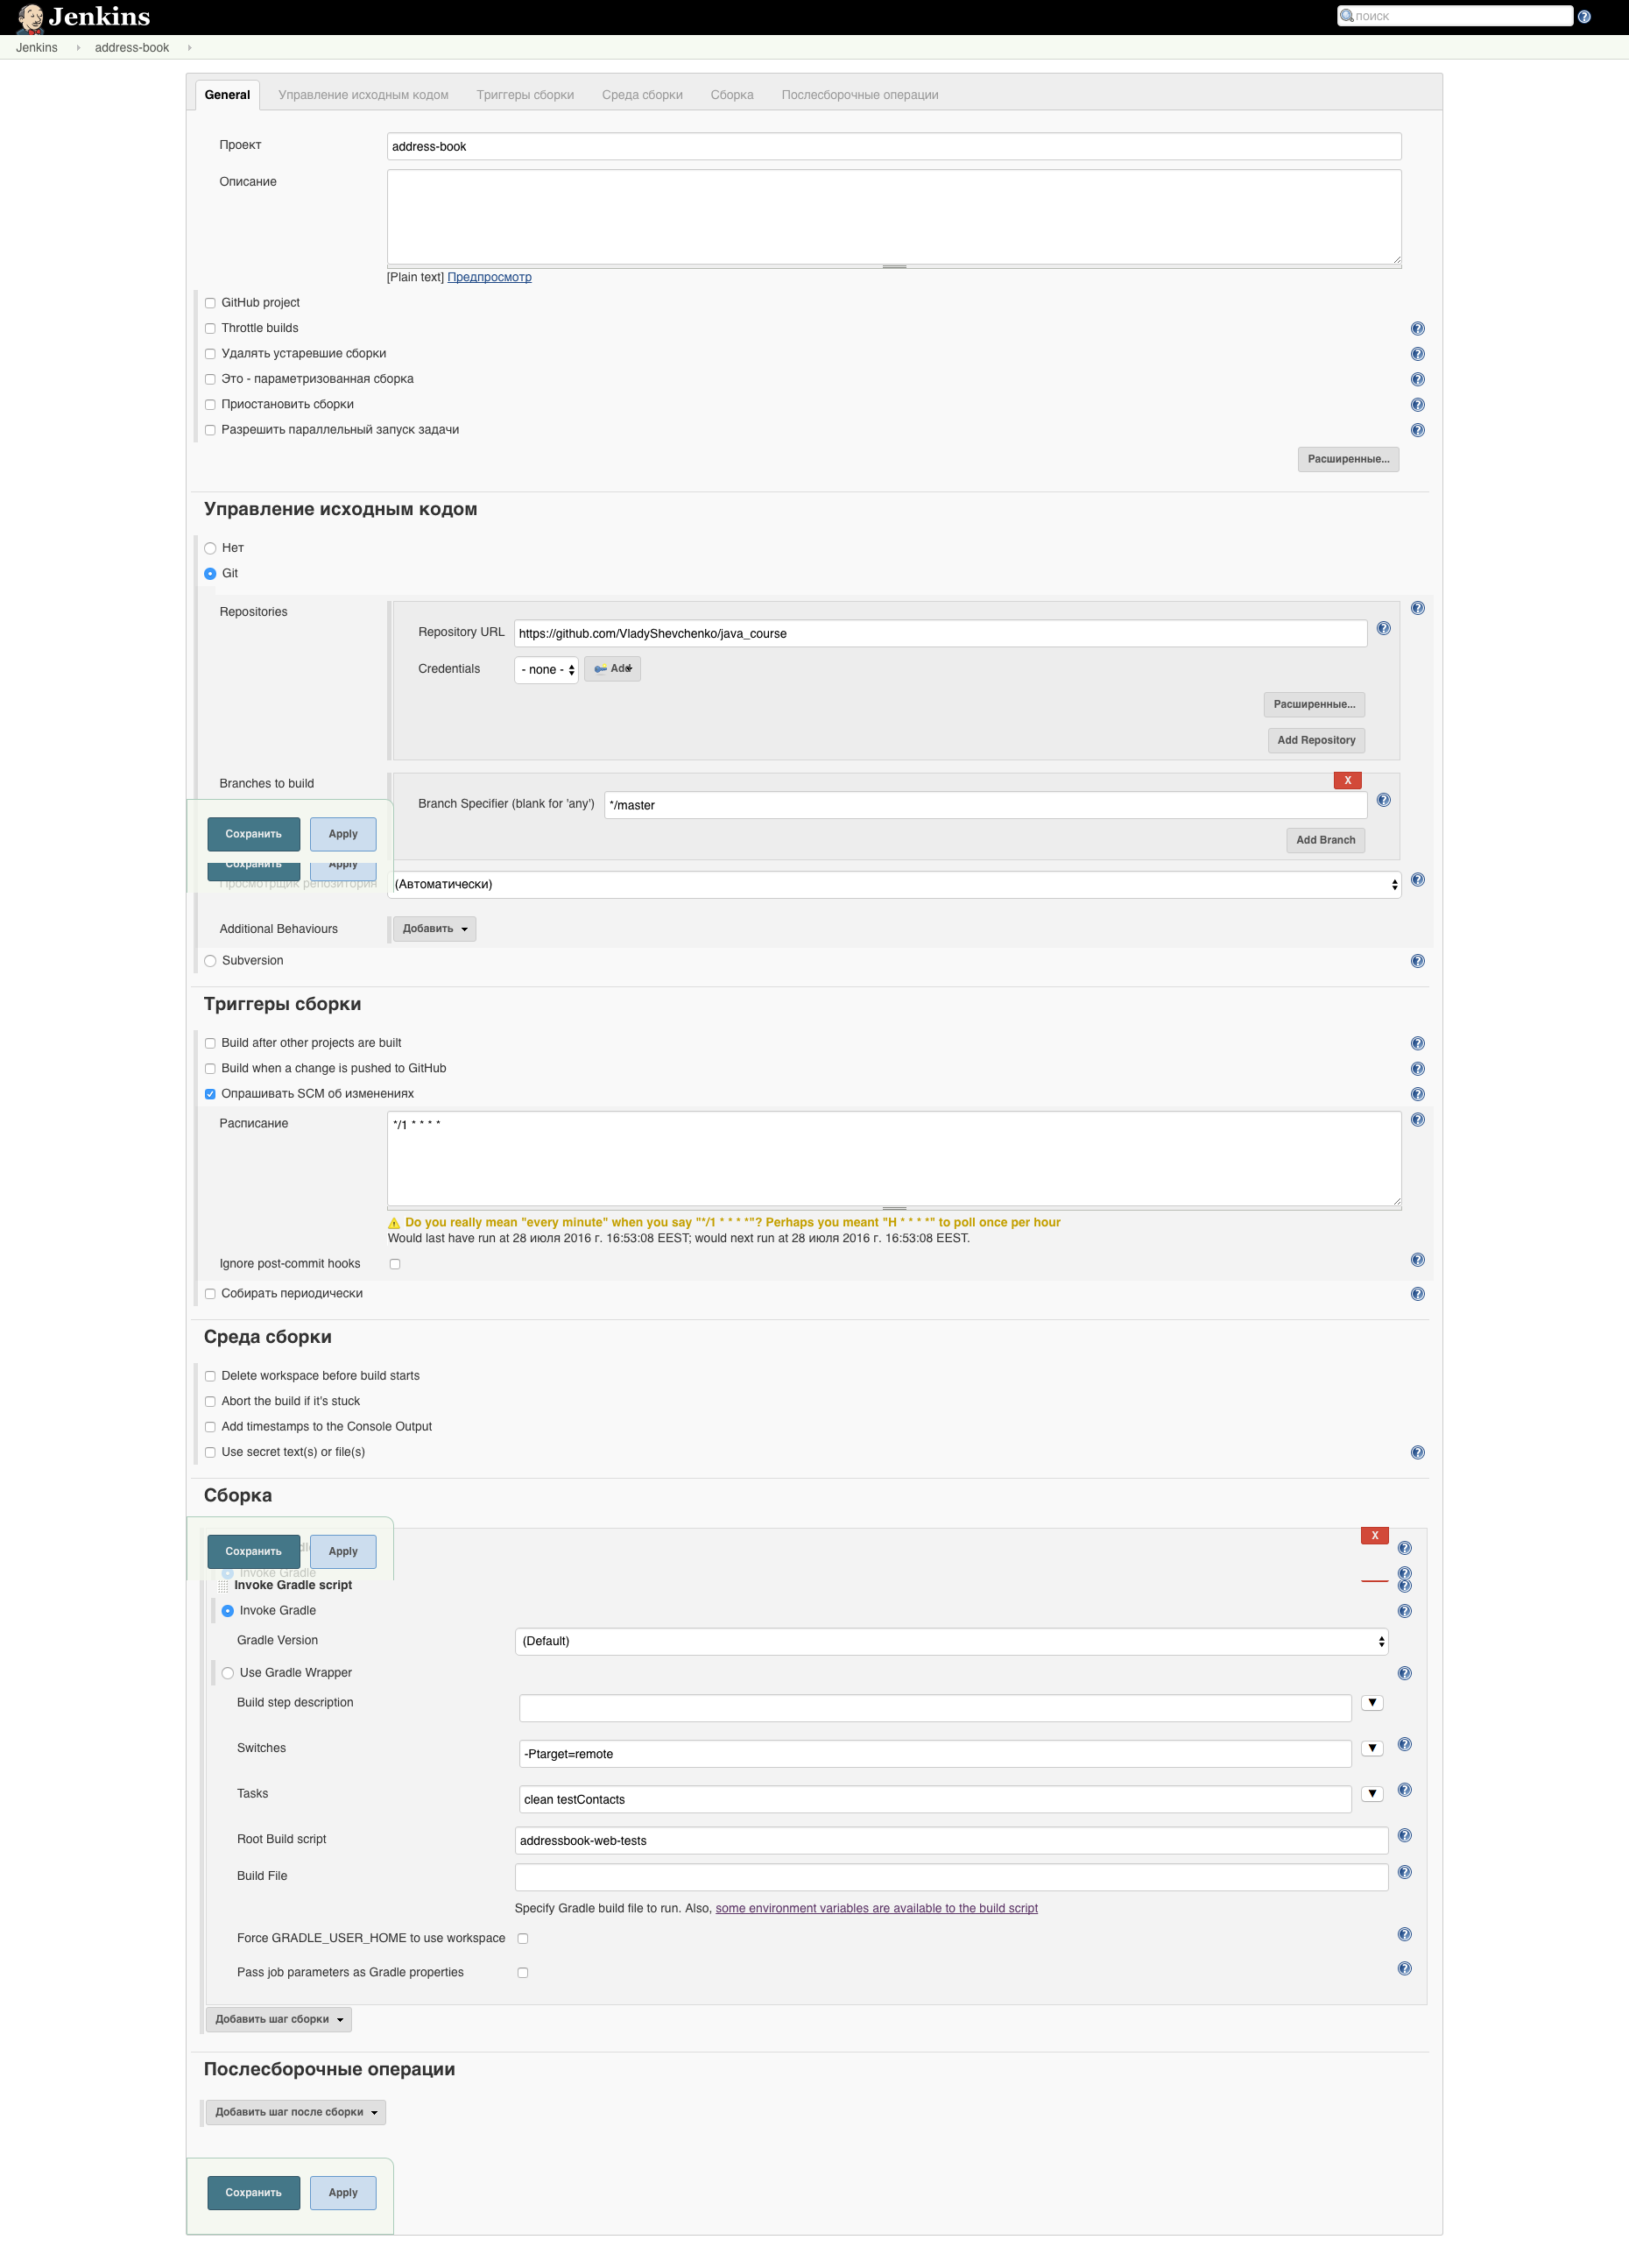 Jenkins
поиск
Jenkins
address-book
General
Управление исходным кодом
Триггеры сборки
Среда сборки
Сборка
Послесборочные операции
Проект
address-book
Описание
[Plain text] Предпросмотр
GitHub project
Throttle builds
Удалять устаревшие сборки
Это - параметризованная сборка
Приостановить сборки
Разрешить параллельный запуск задачи
Расширенные...
Управление исходным кодом
Нет
Git
Repositories
Repository URL
https://github.com/VladyShevchenko/java_course
Credentials
- none -
Add
Расширенные...
Add Repository
Branches to build
X
Branch Specifier (blank for 'any')
*/master
Сохранить
Apply
Add Branch
Сохранить
Apply
Просмотрщик репозитория
(Автоматически)
Additional Behaviours
Добавить
Subversion
Триггеры сборки
Build after other projects are built
Build when a change is pushed to GitHub
Опрашивать SCM об изменениях
Расписание
*/1 * * * *
Do you really mean "every minute" when you say "*/1 * * * *"? Perhaps you meant "H * * * *" to poll once per hour
Would last have run at 28 июля 2016 г. 16:53:08 EEST; would next run at 28 июля 2016 г. 16:53:08 EEST.
Ignore post-commit hooks
Собирать периодически
Среда сборки
Delete workspace before build starts
Abort the build if it's stuck
Add timestamps to the Console Output
Use secret text(s) or file(s)
Сборка
X
Сохранить
Apply
Invoke Gradle
Invoke Gradle script
Invoke Gradle
Gradle Version
(Default)
Use Gradle Wrapper
Build step description
Switches
-Ptarget=remote
Tasks
clean testContacts
Root Build script
addressbook-web-tests
Build File
Specify Gradle build file to run. Also, some environment variables are available to the build script
Force GRADLE_USER_HOME to use workspace
Pass job parameters as Gradle properties
Добавить шаг сборки
Послесборочные операции
Добавить шаг после сборки
Сохранить
Apply